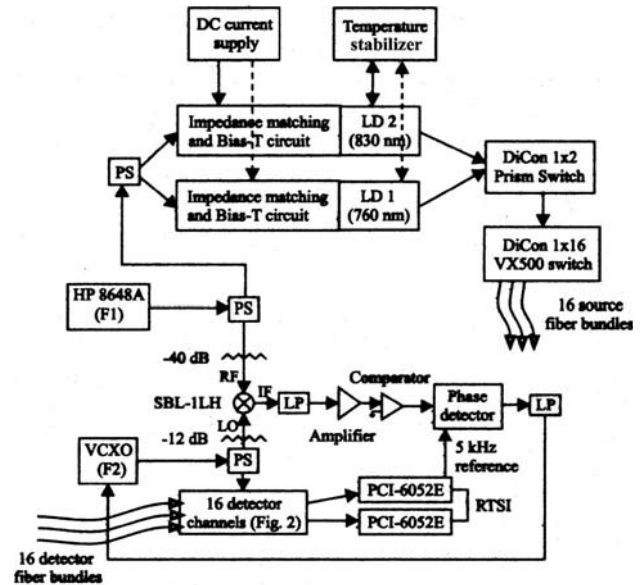 DC current
supply
Temperature
stabilizer
Impedance matching
and Bias-T circuit
LD 2
(830 nm)
PS
Impedance matching
and Bias-T circuit
LD 1
(760 nm)
DiCon 1x2
Prism Switch
DiCon 1x16
VX500 switch
16 source
fiber bundles
HP 8648A
(F1)
PS
-40 dB
RF
SBL-1LH
IF
LP
Amplifier
Comparator
Phase
detector
LP
LO
-12 dB
VCXO
(F2)
PS
5 kHz
reference
16 detector
channels (Fig. 2)
PCI-6052E
PCI-6052E
RTSI
16 detector
fiber bundles